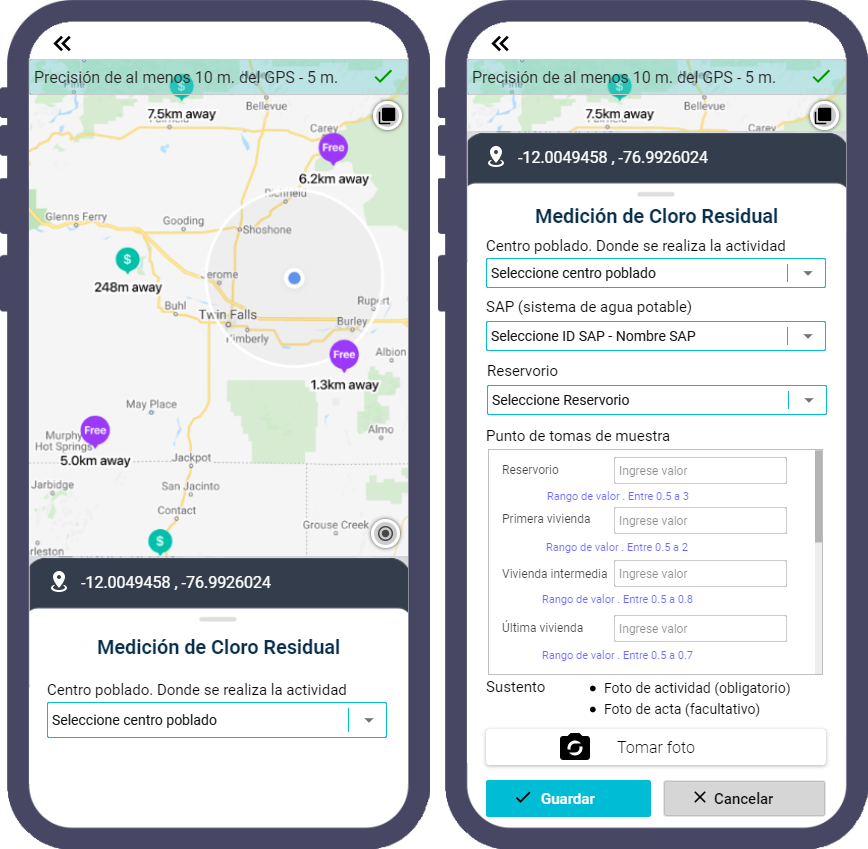 Precisión de al menos 10 m. del GPS - 5 m.
$
7.5km away
Bellevue
Carey
Free
6.2km away
Richfield
Glenns Ferry
Gooding
Shoshone
$
248m away
Jerome
Buhl
Twin Falls
Rupert
Burley
Kimberly
Free
Albion
1.3km away
May Place
Free
Murphy
Hot Springs
5.0km away
Almo
Jackpot
Jarbidge
San Jacinto
Contact
Grouse Creek
$
-12.0049458 , -76.9926024
Medición de Cloro Residual
Centro poblado. Donde se realiza la actividad
Seleccione centro poblado
Precisión de al menos 10 m. del GPS - 5 m.
$
7.5km away
Bellevue
Carey
-12.0049458 , -76.9926024
Medición de Cloro Residual
Centro poblado. Donde se realiza la actividad
Seleccione centro poblado
SAP (sistema de agua potable)
Seleccione ID SAP - Nombre SAP
Reservorio
Seleccione Reservorio
Punto de tomas de muestra
Reservorio Ingrese valor
Rango de valor . Entre 0.5 a 3
Primera vivienda Ingrese valor
Rango de valor . Entre 0.5 a 2
Vivienda intermedia Ingrese valor
Rango de valor . Entre 0.5 a 0.8
Última vivienda Ingrese valor
Rango de valor . Entre 0.5 a 0.7
Sustento • Foto de actividad (obligatorio)
• Foto de acta (facultativo)
Tomar foto
Guardar Cancelar